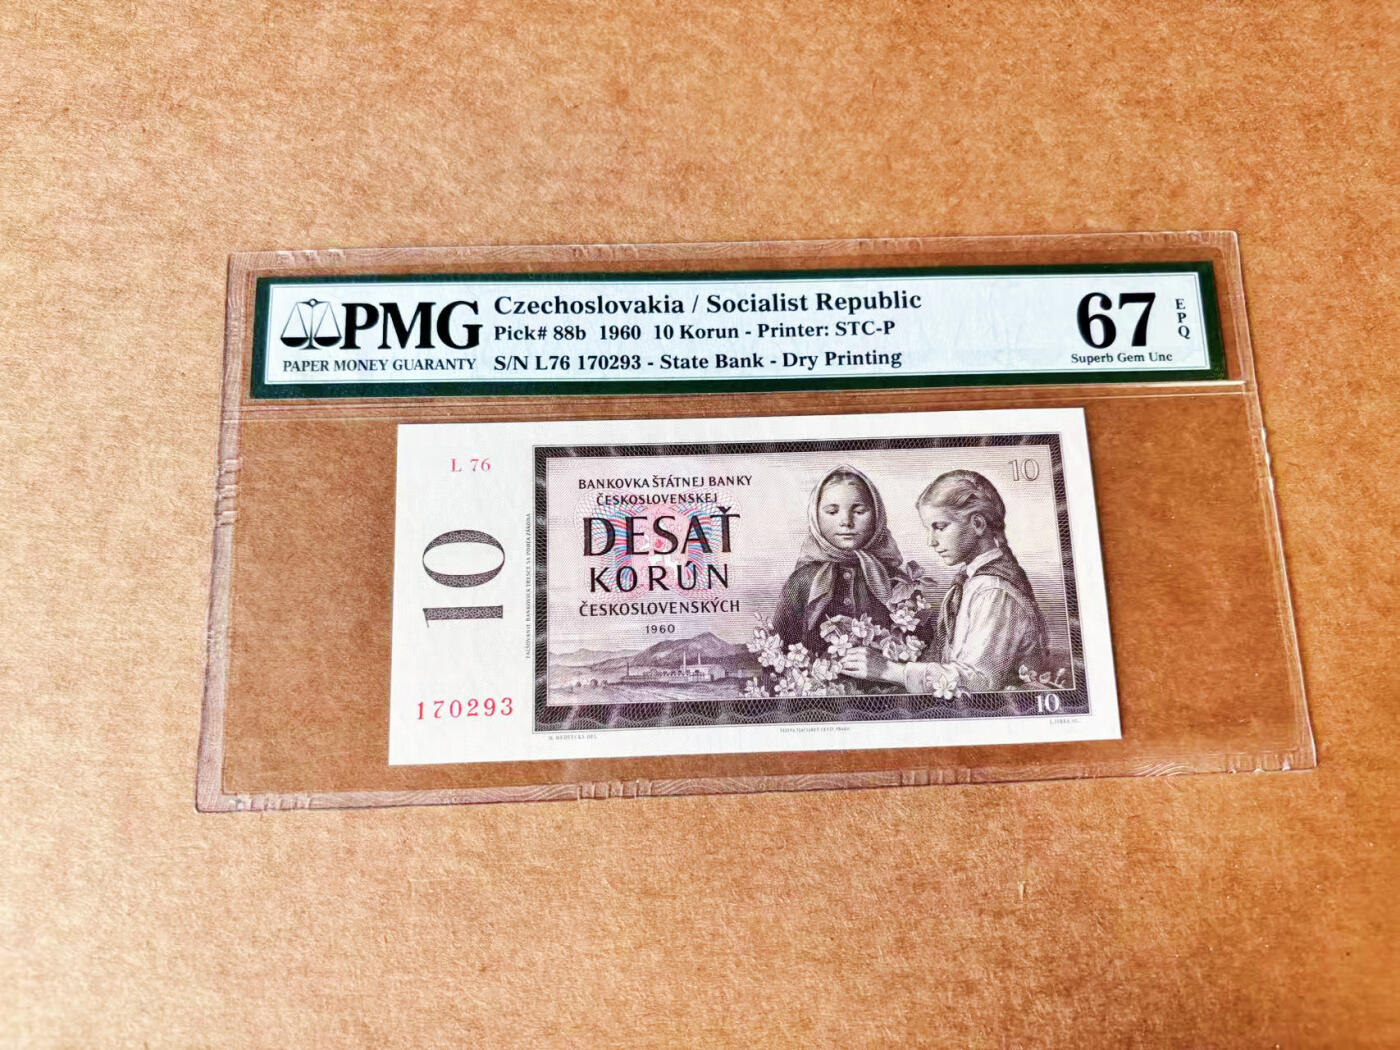 PMG
PAPER MONEY GUARANTY
Czechoslovakia / Socialist Republic
Pick# 88b 1960 10 Korun - Printer: STC-P
S/N L76 170293 - State Bank - Dry Printing
67
EPQ
Superb Gem Unc
L 76
10
170293
BANKOVKA ŠTÁTNEJ BANKY
ČESKOSLOVENSKEJ
DESAŤ
KORÚN
ČESKOSLOVENSKÝCH
1960
10
10